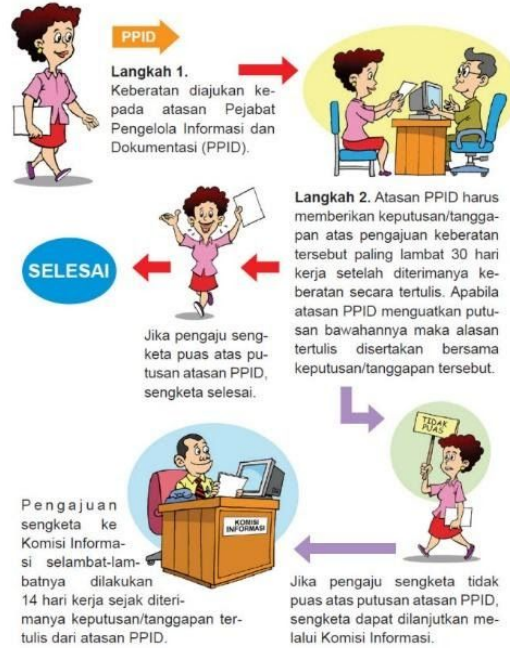 PPID
Langkah 1.
Keberatan diajukan ke-
pada atasan Pejabat
Pengelola Informasi dan
Dokumentasi (PPID).
Langkah 2. Atasan PPID harus
memberikan keputusan/tangga-
pan atas pengajuan keberatan
tersebut paling lambat 30 hari
kerja setelah diterimanya ke-
beratan secara tertulis. Apabila
atasan PPID menguatkan putu-
san bawahannya maka alasan
tertulis disertakan bersama
keputusan/tanggapan tersebut.
SELESAI
Jika pengaju seng-
keta puas atas pu-
tusan atasan PPID,
sengketa selesai.
TIDAK
PUAS
Jika pengaju sengketa tidak
puas atas putusan atasan PPID,
sengketa dapat dilanjutkan me-
lalui Komisi Informasi.
KOMISI
INFORMASI
Pengajuan
sengketa ke
Komisi Informa-
si selambat-lam-
batnya dilakukan
14 hari kerja sejak diteri-
manya keputusan/tanggapan ter-
tulis dari atasan PPID.